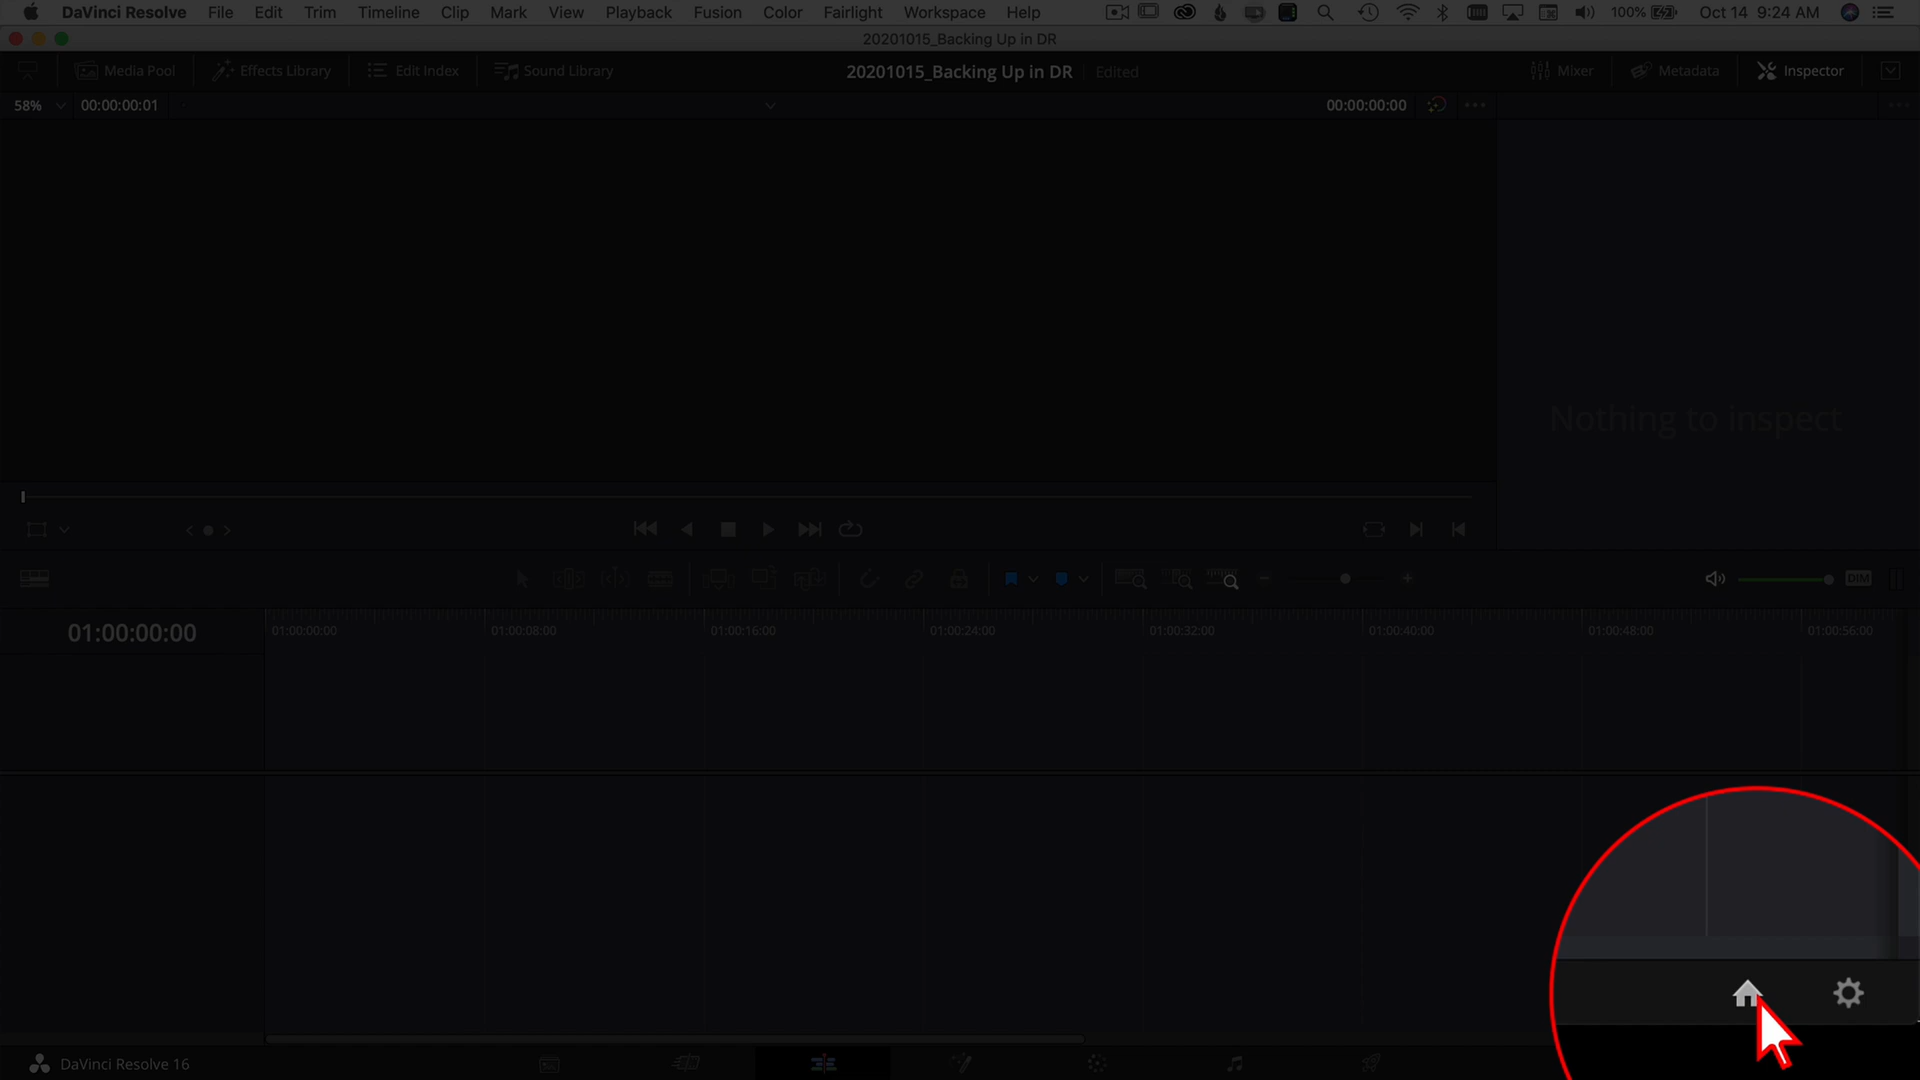 DaVinci Resolve File Edit Trim Timeline Clip Mark View Playback Fusion Color Fairlight Workspace Help 100% Oct 14 9:24 AM
20201015_Backing Up in DR
Media Pool Effects Library Edit Index Sound Library 20201015_Backing Up in DR Edited Mixer Metadata Inspector
58% 00:00:00:01 00:00:00:00
Nothing to inspect
DIM
01:00:00:00 01:00:00:00 01:00:08:00 01:00:16:00 01:00:24:00 01:00:32:00 01:00:40:00 01:00:48:00 01:00:56:00
DaVinci Resolve 16